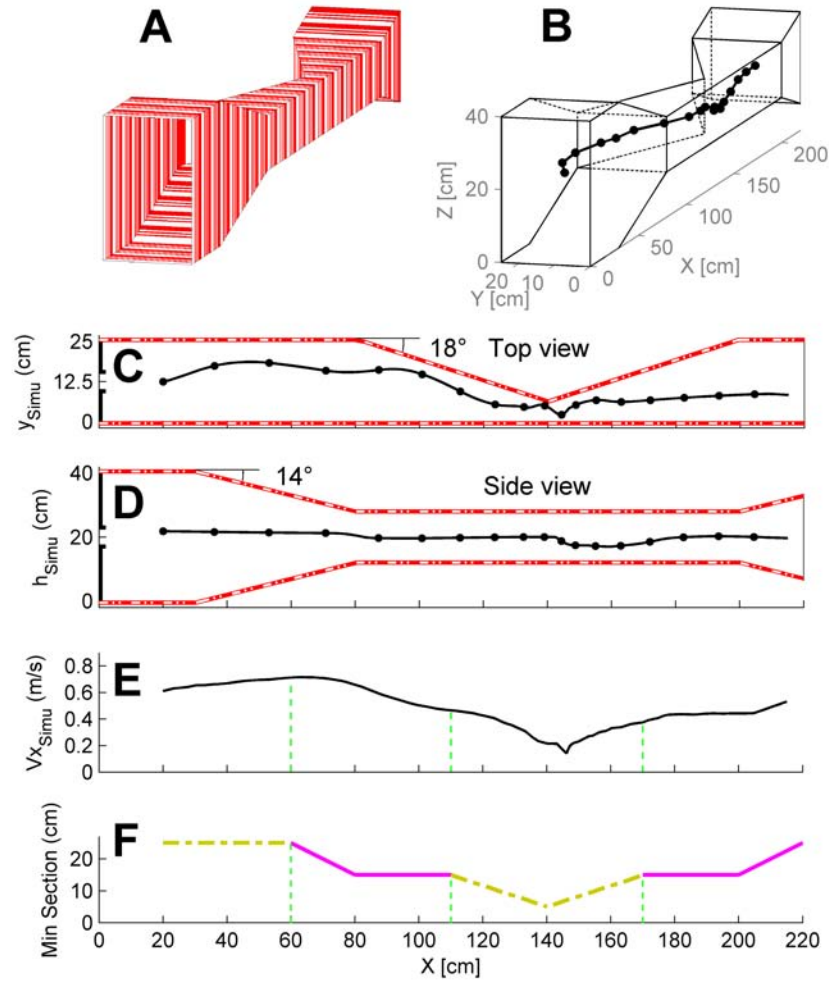 A
B
40
20
0
Z [cm]
20
10
0
Y [cm]
0
50
100
150
200
X [cm]
C
25
12.5
0
y_Simu (cm)
18°
Top view
D
40
20
0
h_Simu (cm)
14°
Side view
E
0.8
0.6
0.4
0.2
0
Vx_Simu (m/s)
F
20
10
0
Min Section (cm)
0 20 40 60 80 100 120 140 160 180 200 220
X [cm]